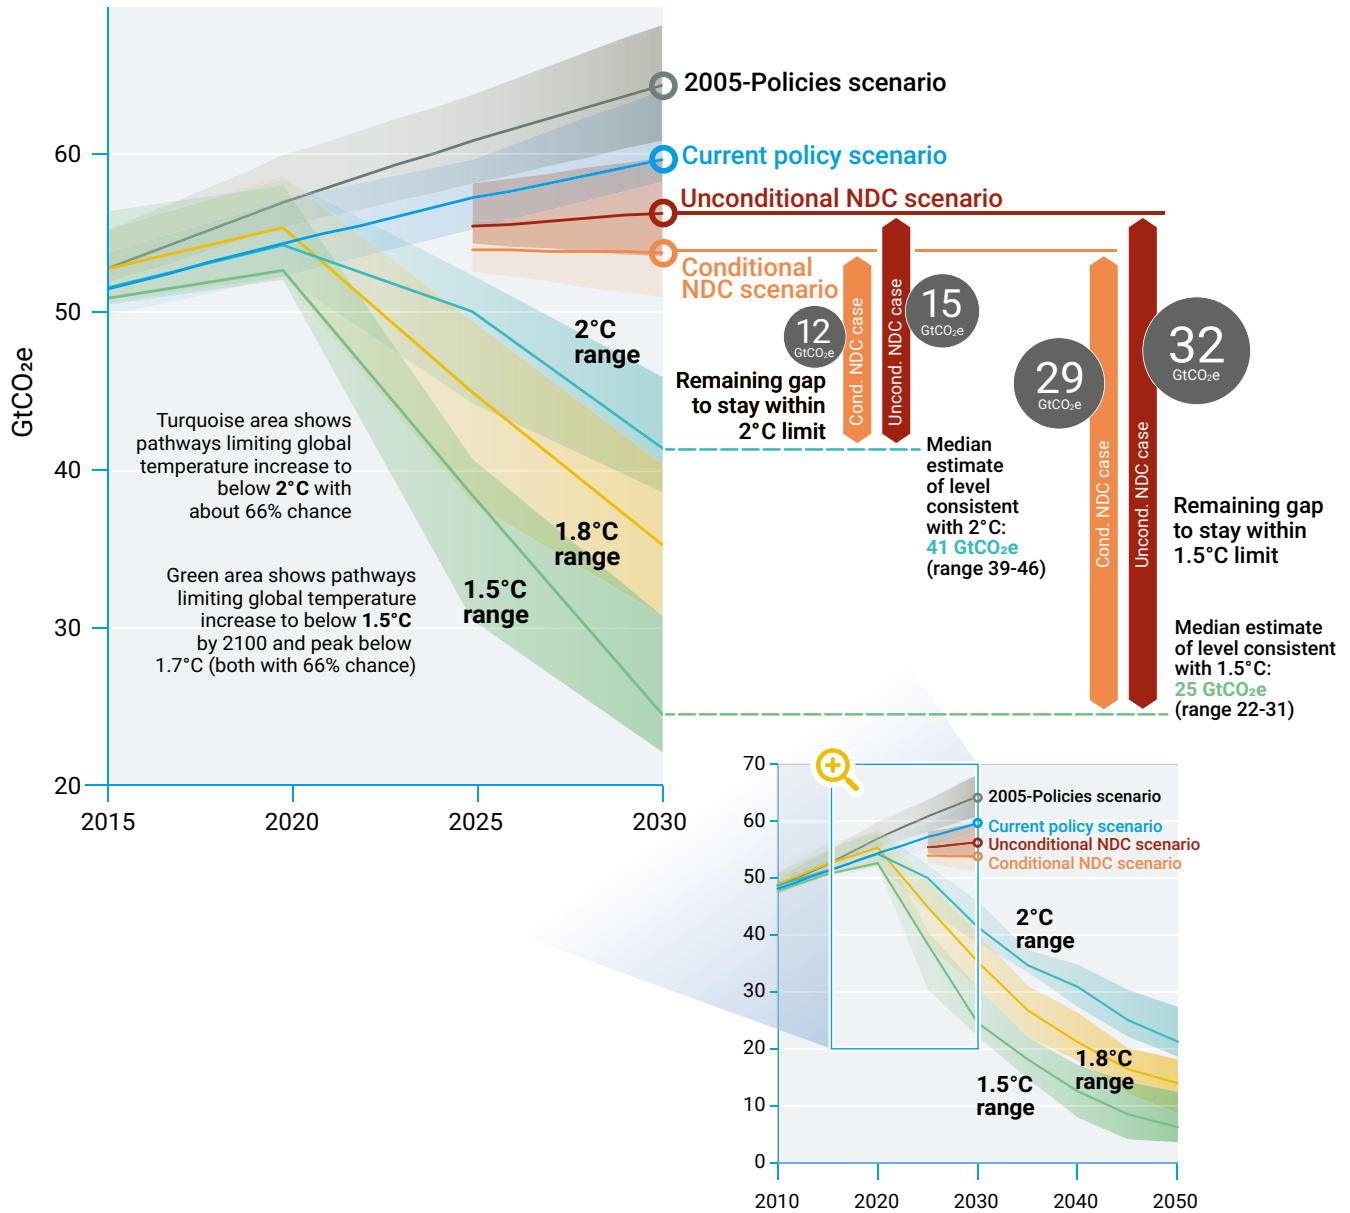 GtCO₂e
60
50
40
30
20
2015
2020
2025
2030
2005-Policies scenario
Current policy scenario
Unconditional NDC scenario
Conditional
NDC scenario
2°C
range
1.8°C
range
1.5°C
range
Turquoise area shows
pathways limiting global
temperature increase to
below 2°C with
about 66% chance
Green area shows pathways
limiting global temperature
increase to below 1.5°C
by 2100 and peak below
1.7°C (both with 66% chance)
12
GtCO₂e
Cond. NDC case
Uncond. NDC case
15
GtCO₂e
Remaining gap
to stay within
2°C limit
Median
estimate
of level
consistent
with 2°C:
41 GtCO₂e
(range 39-46)
29
GtCO₂e
Cond. NDC case
Uncond. NDC case
32
GtCO₂e
Remaining gap
to stay within
1.5°C limit
Median estimate
of level consistent
with 1.5°C:
25 GtCO₂e
(range 22-31)
70
60
50
40
30
20
10
0
2010
2020
2030
2040
2050
2005-Policies scenario
Current policy scenario
Unconditional NDC scenario
Conditional NDC scenario
2°C
range
1.8°C
range
1.5°C
range